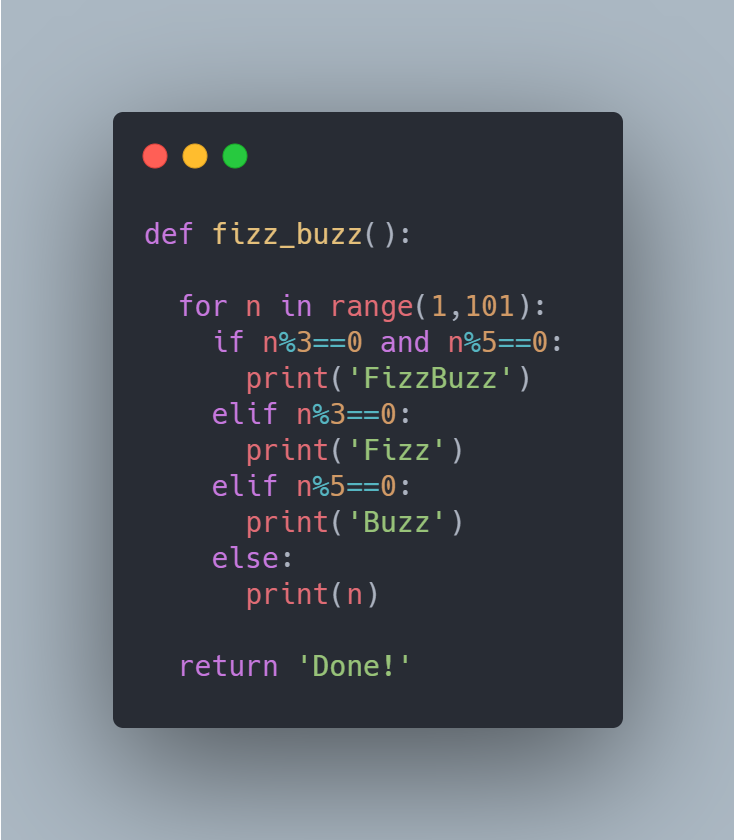 def fizz_buzz():

  for n in range(1,101):
    if n%3==0 and n%5==0:
      print('FizzBuzz')
    elif n%3==0:
      print('Fizz')
    elif n%5==0:
      print('Buzz')
    else:
      print(n)

  return 'Done!'